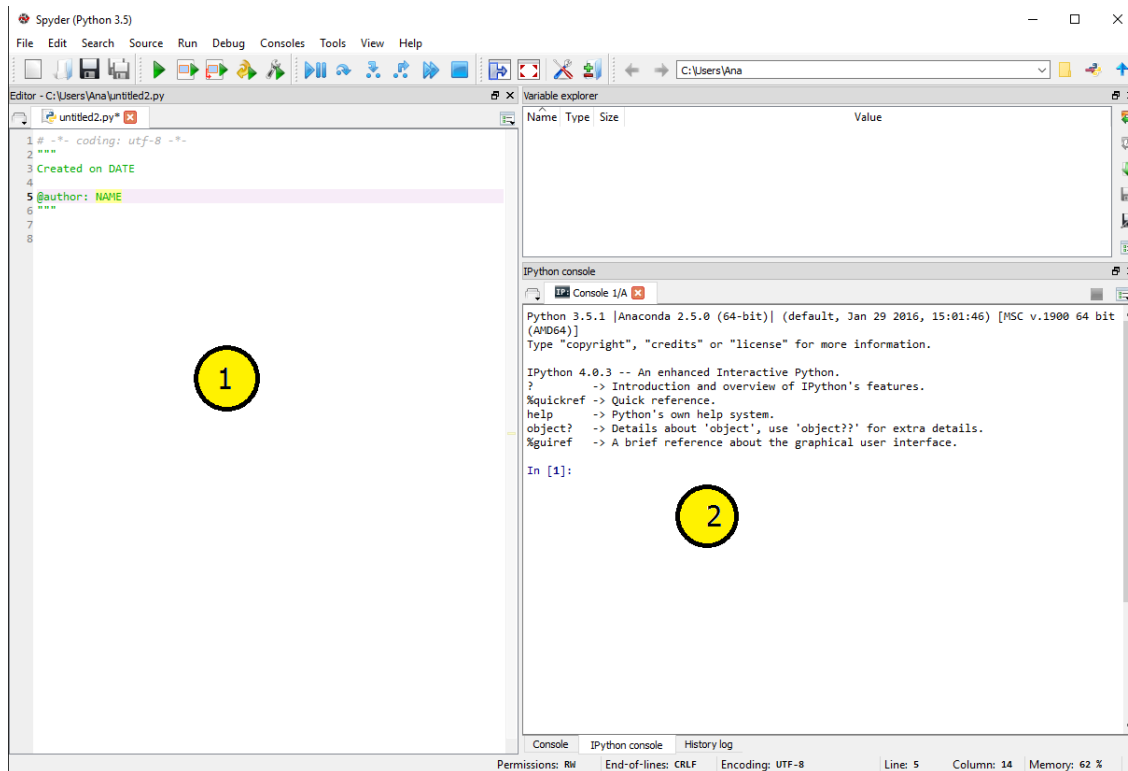 Spyder (Python 3.5)
File Edit Search Source Run Debug Consoles Tools View Help
C:\Users\Ana
Editor - C:\Users\Ana\untitled2.py
untitled2.py*
1 # -*- coding: utf-8 -*-
2 """
3 Created on DATE
4
5 @author: NAME
6 """
7
8
1
Variable explorer
Name Type Size Value
IPython console
IP: Console 1/A
Python 3.5.1 |Anaconda 2.5.0 (64-bit)| (default, Jan 29 2016, 15:01:46) [MSC v.1900 64 bit
(AMD64)]
Type "copyright", "credits" or "license" for more information.
IPython 4.0.3 -- An enhanced Interactive Python.
? -> Introduction and overview of IPython's features.
%quickref -> Quick reference.
help -> Python's own help system.
object? -> Details about 'object', use 'object??' for extra details.
%guiref -> A brief reference about the graphical user interface.
In [1]:
2
Console IPython console History log
Permissions: RW End-of-lines: CRLF Encoding: UTF-8 Line: 5 Column: 14 Memory: 62 %